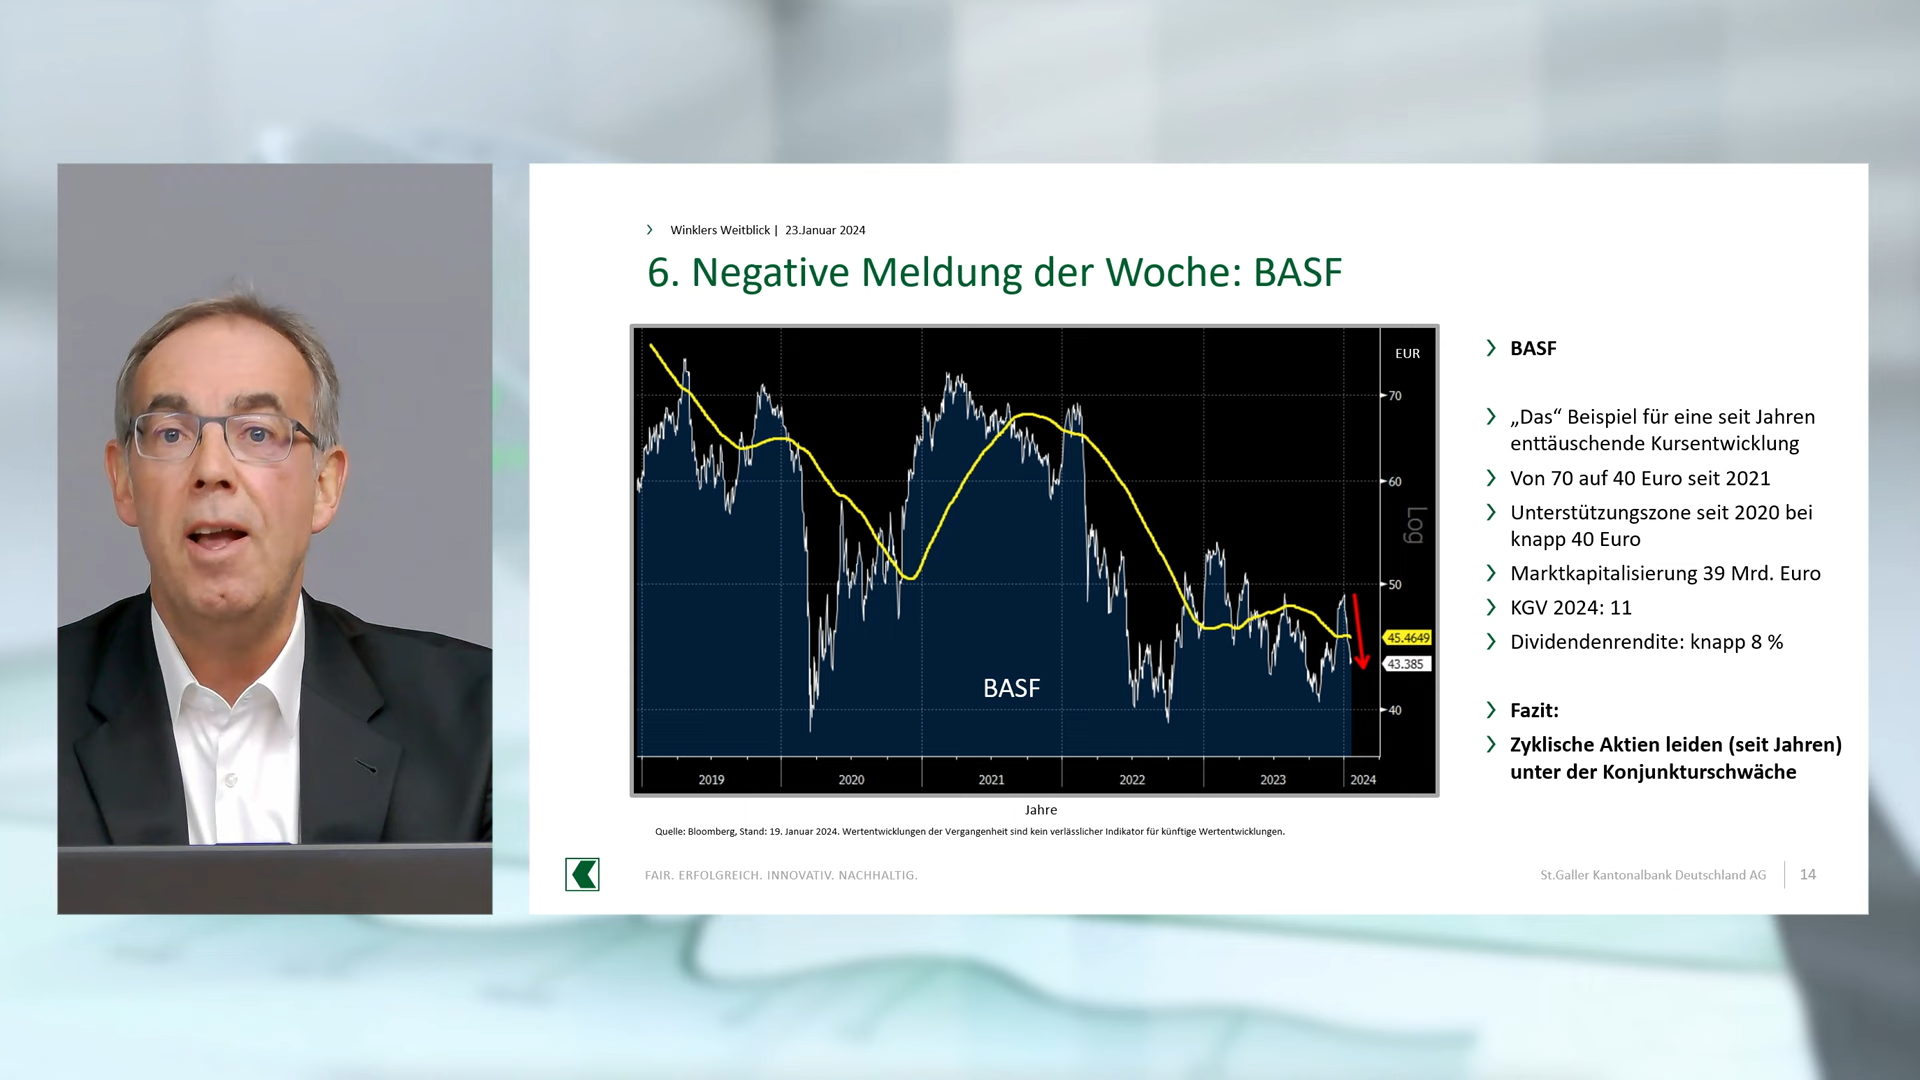 Winklers Weitblick | 23.Januar 2024
6. Negative Meldung der Woche: BASF
EUR
70
60
50
45.4649
43.385
40
Log
BASF
2019 2020 2021 2022 2023 2024
Jahre
Quelle: Bloomberg, Stand: 19. Januar 2024. Wertentwicklungen der Vergangenheit sind kein verlässlicher Indikator für künftige Wertentwicklungen.
BASF
„Das“ Beispiel für eine seit Jahren
enttäuschende Kursentwicklung
Von 70 auf 40 Euro seit 2021
Unterstützungszone seit 2020 bei
knapp 40 Euro
Marktkapitalisierung 39 Mrd. Euro
KGV 2024: 11
Dividendenrendite: knapp 8 %
Fazit:
Zyklische Aktien leiden (seit Jahren)
unter der Konjunkturschwäche
FAIR. ERFOLGREICH. INNOVATIV. NACHHALTIG.
St.Galler Kantonalbank Deutschland AG 14